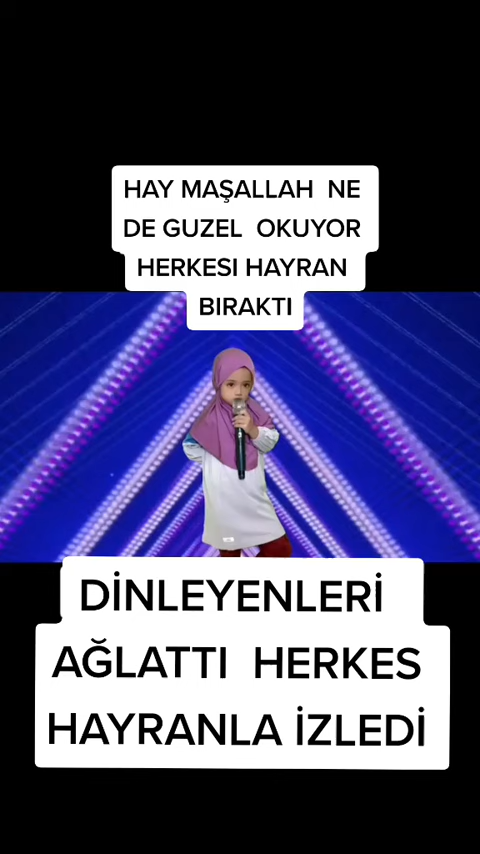 HAY MAŞALLAH NE
DE GUZEL OKUYOR
HERKESI HAYRAN
BIRAKTI
DİNLEYENLERİ
AĞLATTI HERKES
HAYRANLA İZLEDİ